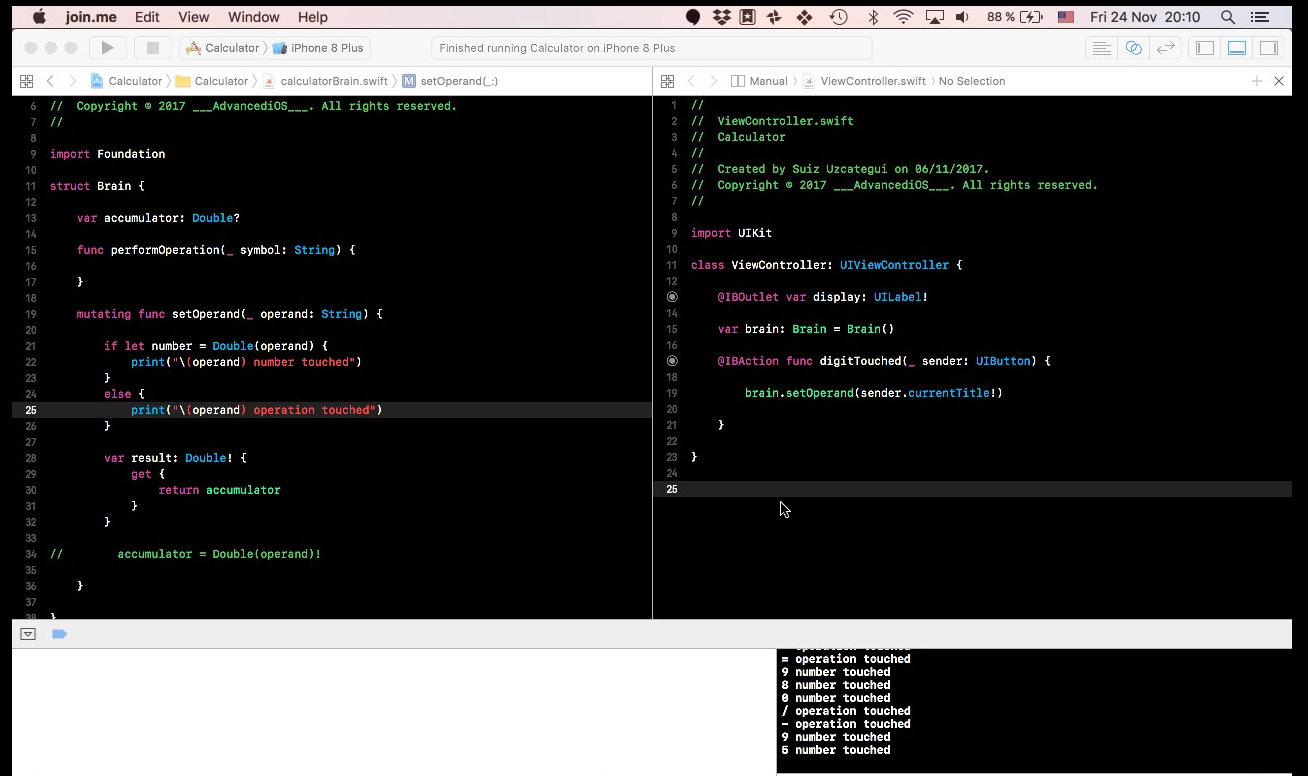 join.me Edit View Window Help 88 % Fri 24 Nov 20:10
Calculator iPhone 8 Plus Finished running Calculator on iPhone 8 Plus
Calculator Calculator calculatorBrain.swift M setOperand(_:)
6 // Copyright © 2017 ___AdvancediOS___. All rights reserved.
7 //
8
9 import Foundation
10
11 struct Brain {
12
13 var accumulator: Double?
14
15 func performOperation(_ symbol: String) {
16
17 }
18
19 mutating func setOperand(_ operand: String) {
20
21 if let number = Double(operand) {
22 print("\(operand) number touched")
23 }
24 else {
25 print("\(operand) operation touched")
26 }
27
28 var result: Double! {
29 get {
30 return accumulator
31 }
32 }
33
34 // accumulator = Double(operand)!
35
36 }
37
38 }
Manual ViewController.swift No Selection
1 //
2 // ViewController.swift
3 // Calculator
4 //
5 // Created by Suiz Uzcategui on 06/11/2017.
6 // Copyright © 2017 ___AdvancediOS___. All rights reserved.
7 //
8
9 import UIKit
10
11 class ViewController: UIViewController {
12
@IBOutlet var display: UILabel!
14
15 var brain: Brain = Brain()
16
@IBAction func digitTouched(_ sender: UIButton) {
18
19 brain.setOperand(sender.currentTitle!)
20
21 }
22
23 }
24
25
operation touched
= operation touched
9 number touched
8 number touched
0 number touched
/ operation touched
- operation touched
9 number touched
5 number touched